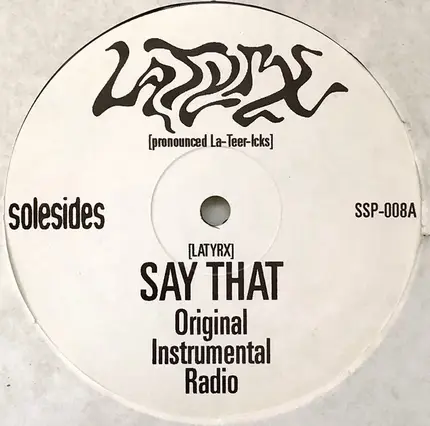 LATYRX
[pronounced La-Teer-Icks]
solesides
SSP-008A
[LATYRX]
SAY THAT
Original
Instrumental
Radio